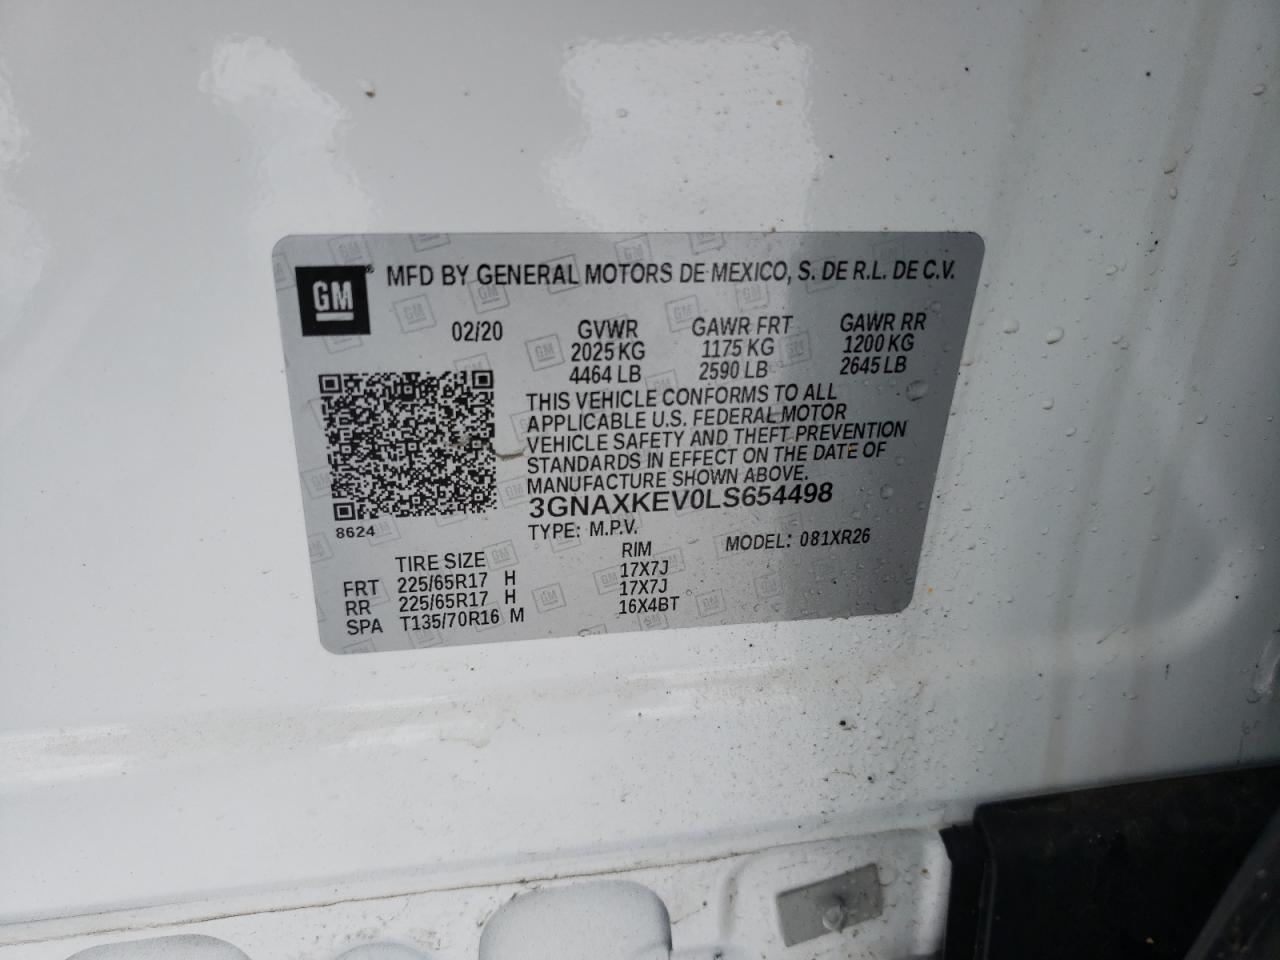 GM® MFD BY GENERAL MOTORS DE MEXICO, S. DE R.L. DE C.V.
02/20 GVWR GAWR FRT GAWR RR
2025 KG 1175 KG 1200 KG
4464 LB 2590 LB 2645 LB
THIS VEHICLE CONFORMS TO ALL
APPLICABLE U.S. FEDERAL MOTOR
VEHICLE SAFETY AND THEFT PREVENTION
STANDARDS IN EFFECT ON THE DATE OF
MANUFACTURE SHOWN ABOVE.
3GNAXKEV0LS654498
8624
TYPE: M.P.V. MODEL: 081XR26
TIRE SIZE RIM
FRT 225/65R17 H 17X7J
RR 225/65R17 H 17X7J
SPA T135/70R16 M 16X4BT